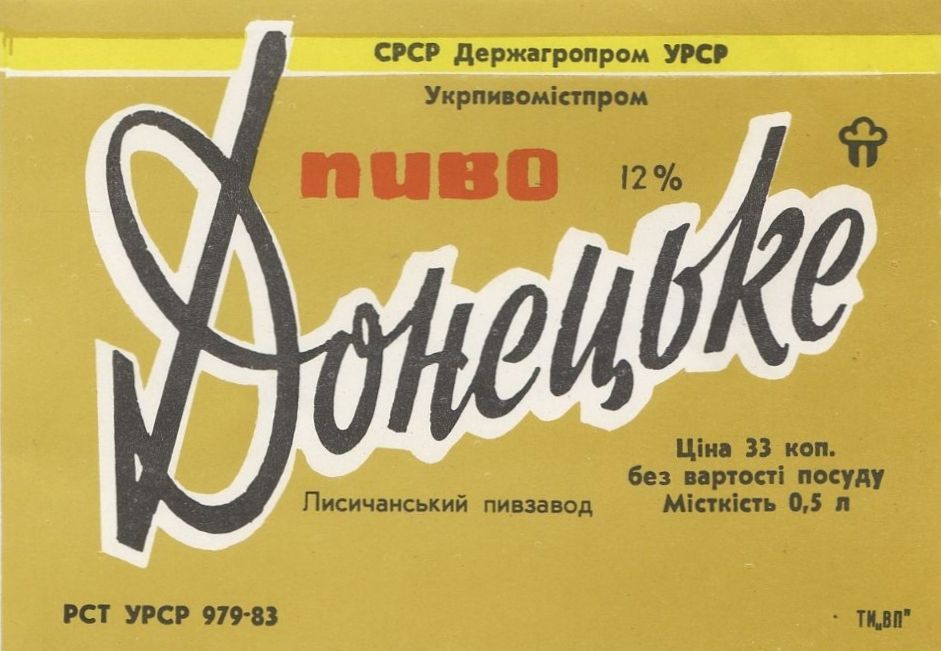 СРСР Держагропром УРСР
Укрпивомістпром
пиво 12%
Донецьке
Ціна 33 коп.
без вартості посуду
Місткість 0,5 л
Лисичанський пивзавод
РСТ УРСР 979-83
ТИ„ВП"